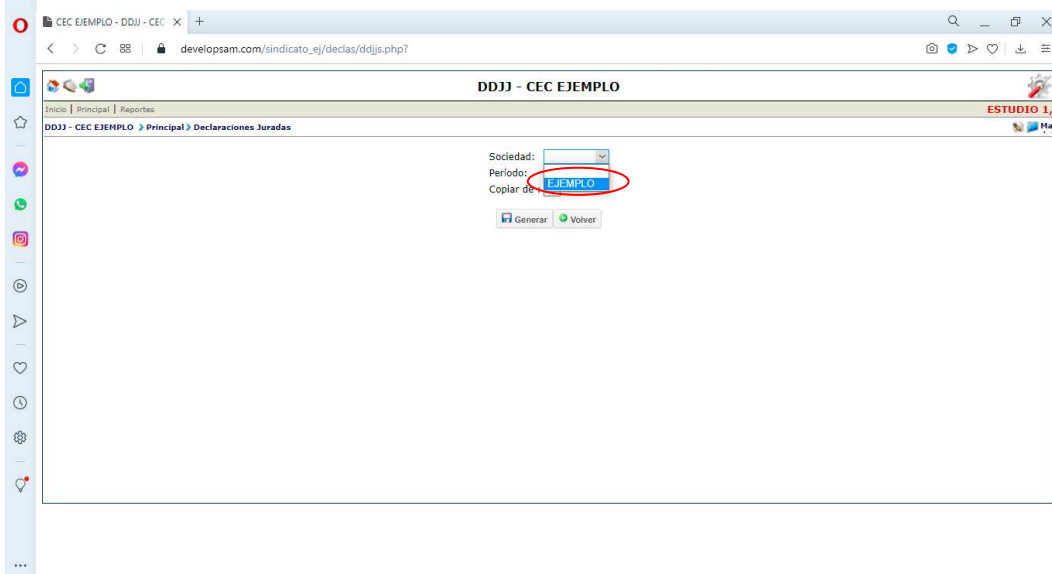 CEC EJEMPLO - DDJJ - CEC
developsam.com/sindicato_ej/declas/ddjjs.php?
DDJJ - CEC EJEMPLO
Inicio | Principal | Reportes
ESTUDIO 1,
DDJJ - CEC EJEMPLO Principal Declaraciones Juradas
Ma
Sociedad:
Período:
EJEMPLO
Copiar de :
Generar
Volver